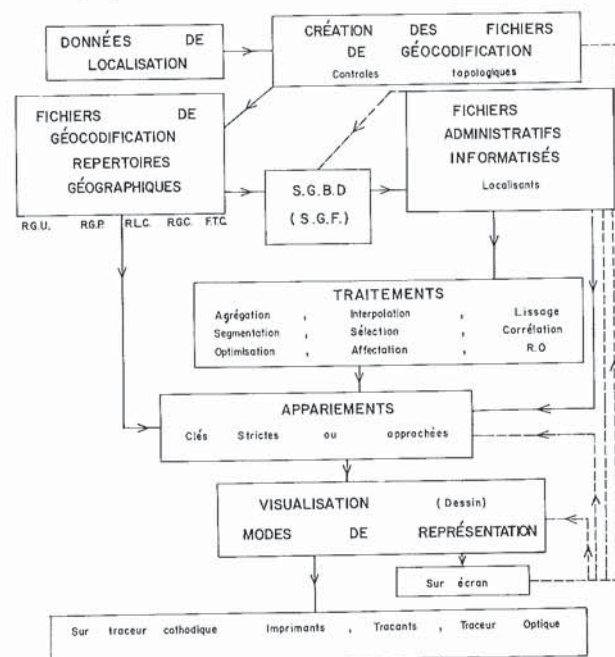 DONNÉES DE
LOCALISATION
CRÉATION DES FICHIERS
DE GÉOCODIFICATION
Controles topologiques
FICHIERS DE
GÉOCODIFICATION
REPERTOIRES
GÉOGRAPHIQUES
R.G.U. R.G.P. R.L.C. R.G.C. F.T.C.
S.G.B.D
(S.G.F.)
FICHIERS
ADMINISTRATIFS
INFORMATISÉS
Localisants
TRAITEMENTS
Agrégation , Interpolation , Lissage
Segmentation , Sélection , Corrélation
Optimisation , Affectation , R.O
APPARIEMENTS
Clés Strictes ou approchées
VISUALISATION (Dessin)
MODES DE REPRÉSENTATION
Sur écran
Sur traceur cathodique Imprimants , Tracants , Traceur Optique